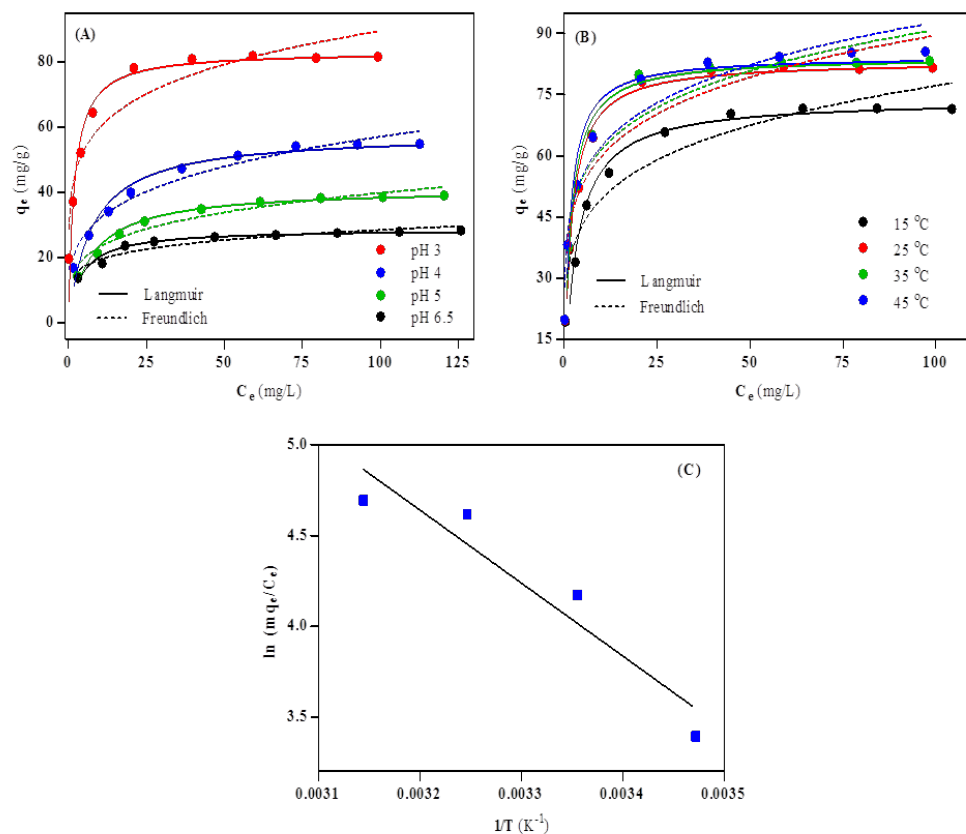 (A)
80
60
40
20
0
qe (mg/g)
pH 3
pH 4
pH 5
pH 6.5
Langmuir
Freundlich
0 25 50 75 100 125
Ce (mg/L)
(B)
90
75
60
45
30
15
qe (mg/g)
15 °C
25 °C
35 °C
45 °C
Langmuir
Freundlich
0 25 50 75 100
Ce (mg/L)
(C)
5.0
4.5
4.0
3.5
ln (mqe/Ce)
0.0031 0.0032 0.0033 0.0034 0.0035
1/T (K-1)